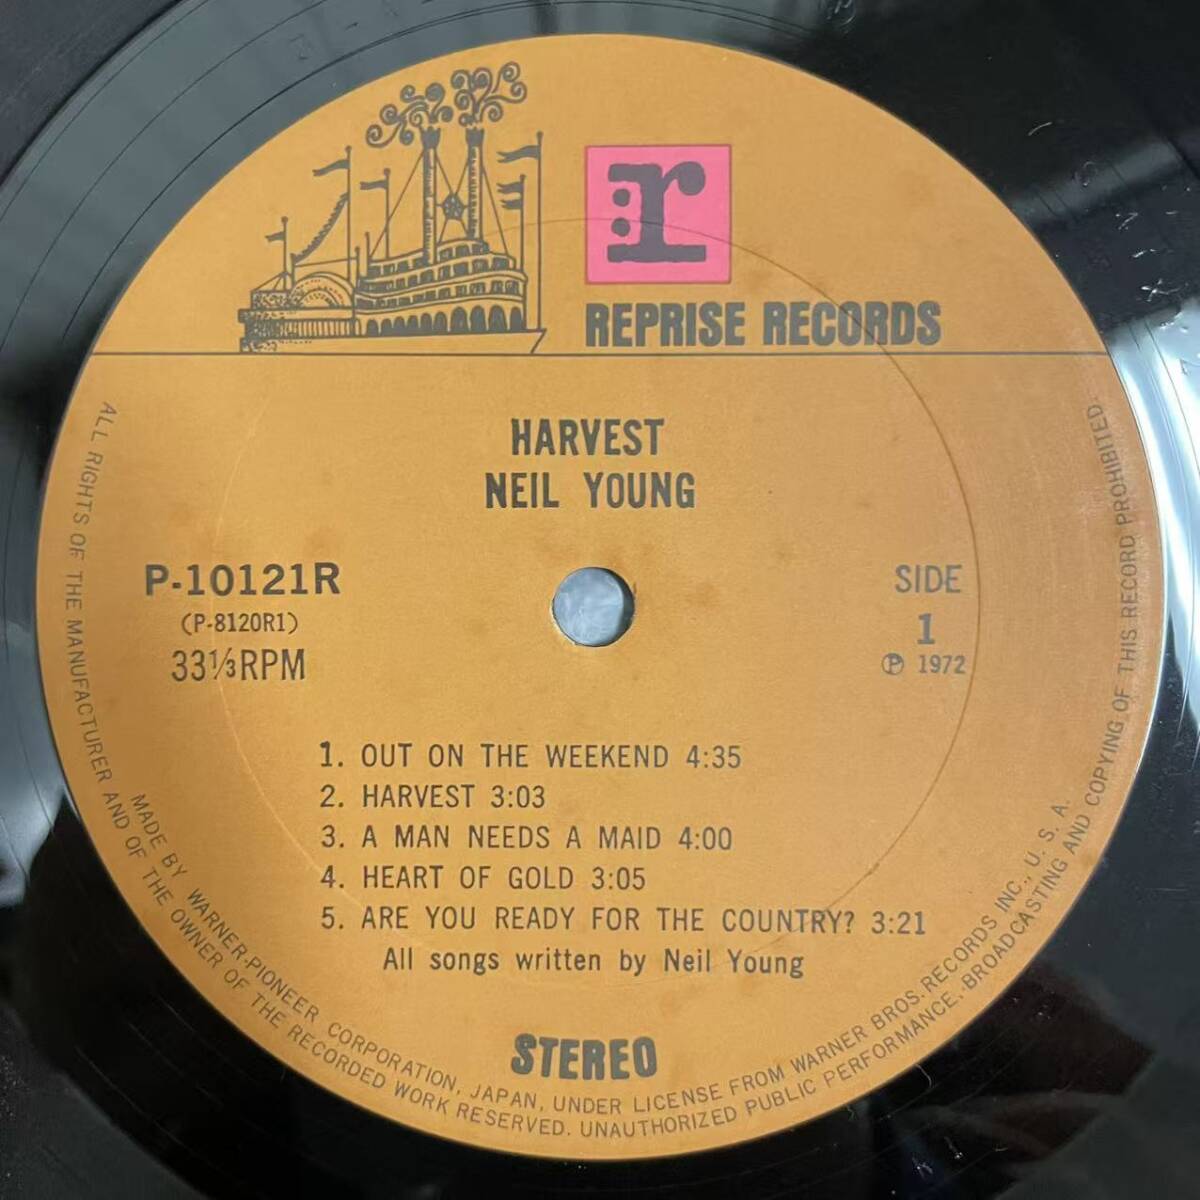 r
REPRISE RECORDS
HARVEST
NEIL YOUNG
P-10121R
(P-8120R1)
33⅓RPM
SIDE
1
Ⓟ 1972
1. OUT ON THE WEEKEND 4:35
2. HARVEST 3:03
3. A MAN NEEDS A MAID 4:00
4. HEART OF GOLD 3:05
5. ARE YOU READY FOR THE COUNTRY? 3:21
All songs written by Neil Young
STEREO
MADE BY WARNER-PIONEER CORPORATION, JAPAN, UNDER LICENSE FROM WARNER BROS. RECORDS INC., U. S. A.
ALL RIGHTS OF THE MANUFACTURER AND OF THE OWNER OF THE RECORDED WORK RESERVED. UNAUTHORIZED PUBLIC PERFORMANCE, BROADCASTING AND COPYING OF THIS RECORD PROHIBITED.